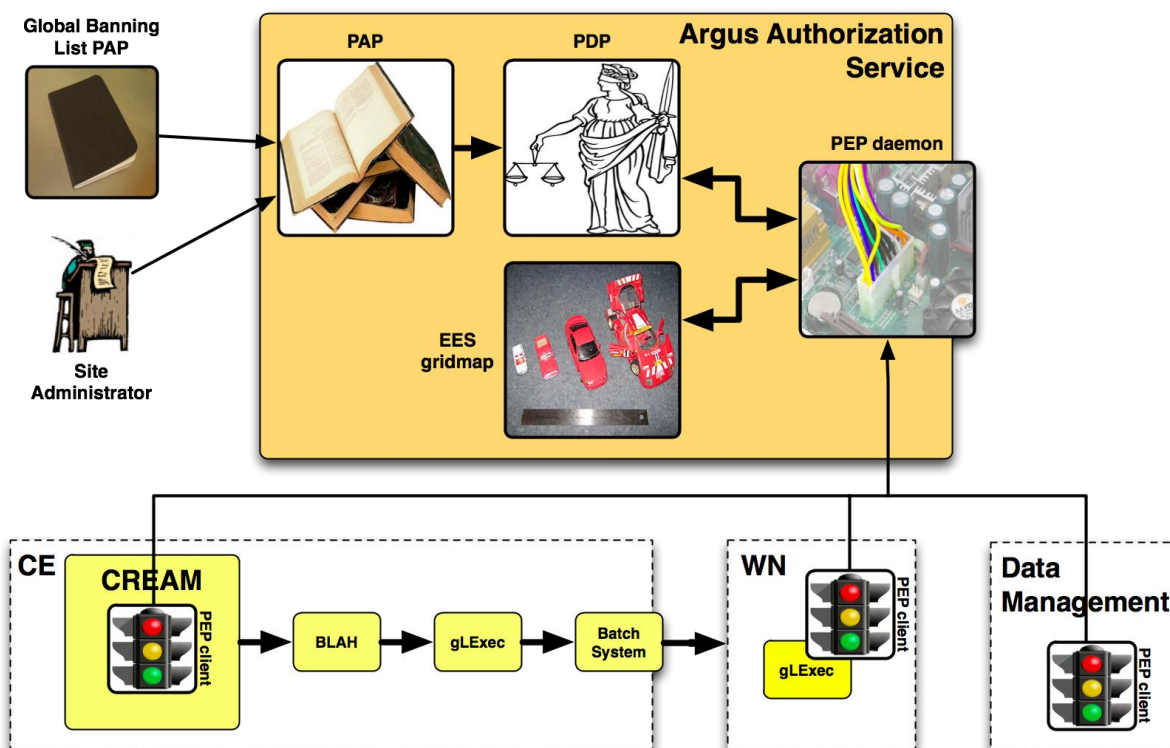 Global Banning
List PAP
PAP
PDP
Argus Authorization
Service
PEP daemon
EES
gridmap
Site
Administrator
CE
CREAM
PEP client
BLAH
gLExec
Batch
System
WN
PEP client
gLExec
Data
Management
PEP client